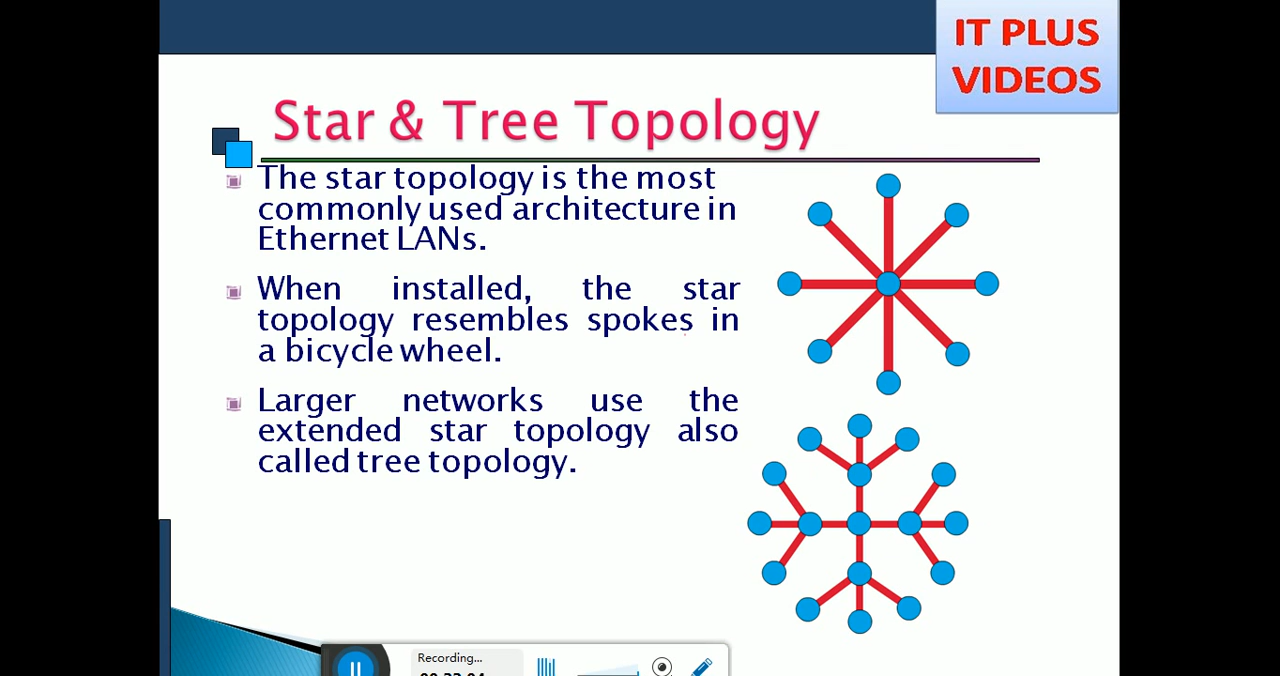 IT PLUS
VIDEOS
Star & Tree Topology
The star topology is the most
commonly used architecture in
Ethernet LANs.
When installed, the star
topology resembles spokes in
a bicycle wheel.
Larger networks use the
extended star topology also
called tree topology.
Recording...